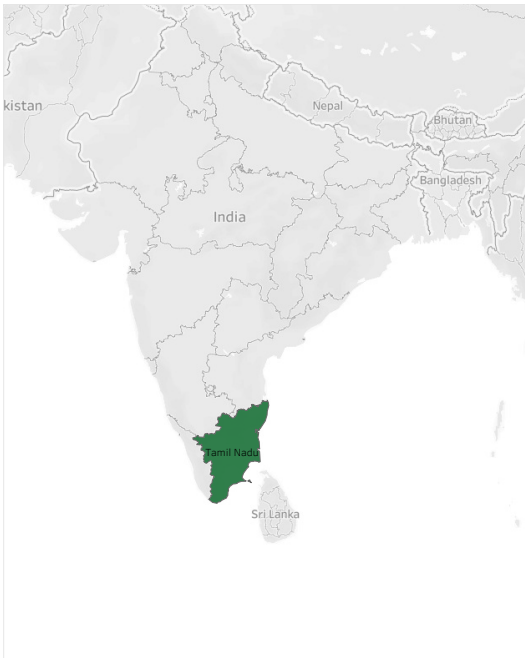 kistan
Nepal
Bhutan
Bangladesh
India
Tamil Nadu
Sri Lanka